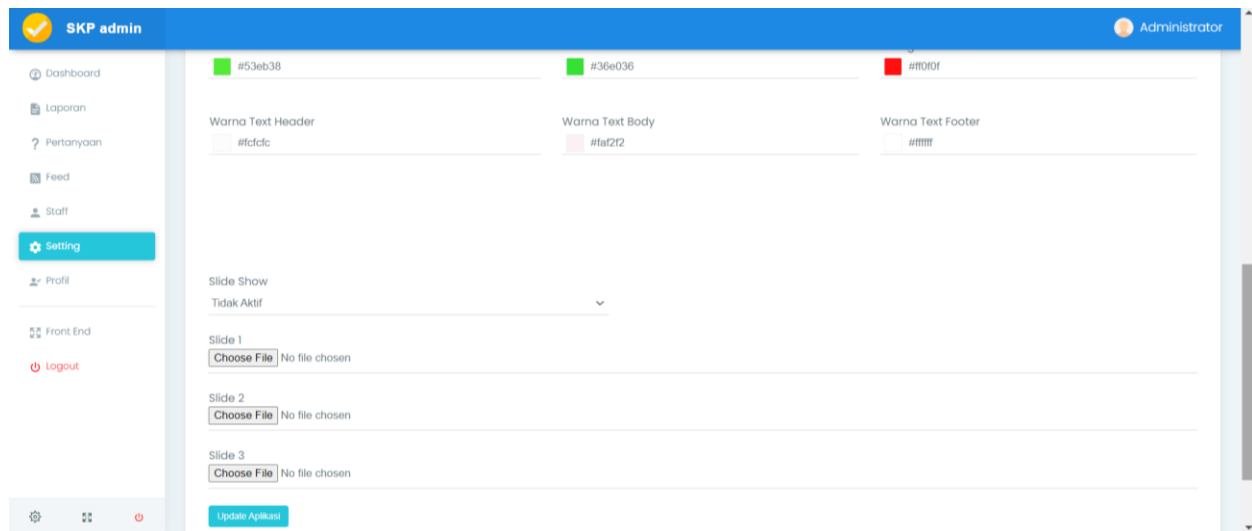 SKP admin
Administrator
Dashboard
Laporan
Pertanyaan
Feed
Staff
Setting
Profil
Front End
Logout
#53eb38
#36e036
#ff0f0f
Warna Text Header
Warna Text Body
Warna Text Footer
#fcfcfc
#faf2f2
#ffffff
Slide Show
Tidak Aktif
Slide 1
Choose File No file chosen
Slide 2
Choose File No file chosen
Slide 3
Choose File No file chosen
Update Aplikasi